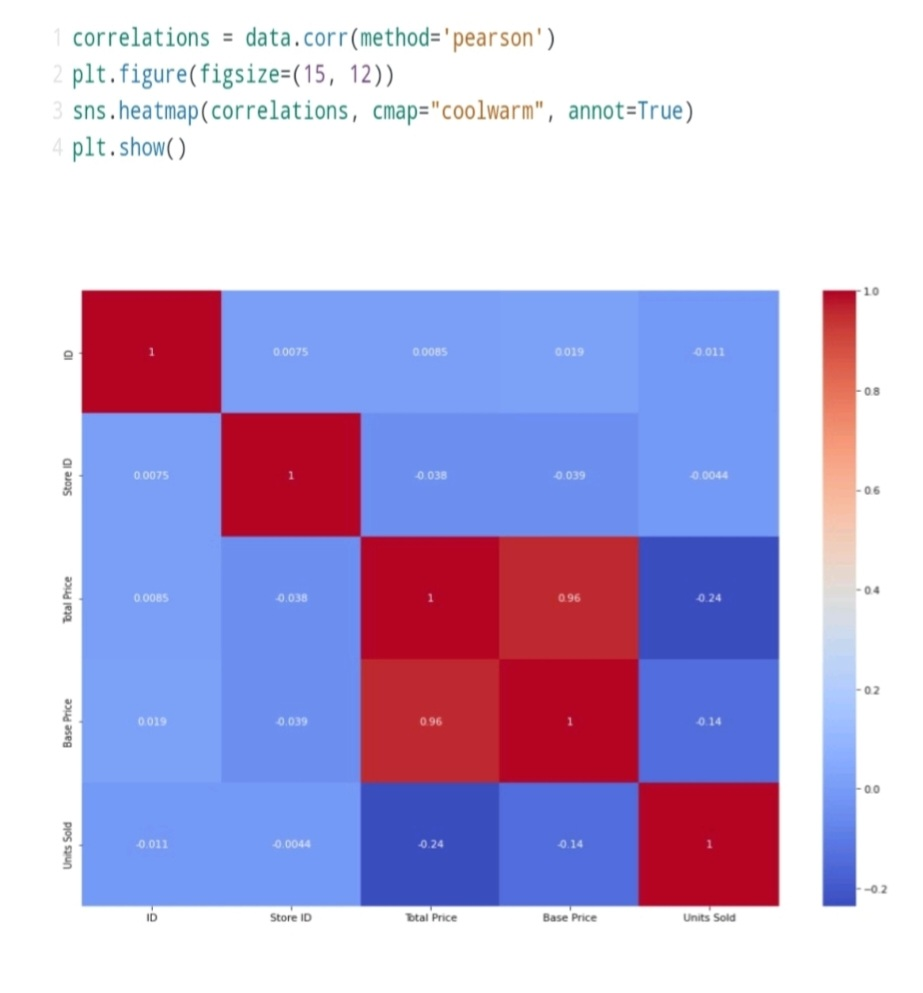 1 correlations = data.corr(method='pearson')
2 plt.figure(figsize=(15, 12))
3 sns.heatmap(correlations, cmap="coolwarm", annot=True)
4 plt.show()
1.0
ID 1 0.0075 0.0085 0.019 -0.011
0.8
Store ID 0.0075 1 -0.038 -0.039 -0.0044
0.6
Total Price 0.0085 -0.038 1 0.96 -0.24
0.4
0.2
Base Price 0.019 -0.039 0.96 1 -0.14
0.0
Units Sold -0.011 -0.0044 -0.24 -0.14 1
-0.2
ID Store ID Total Price Base Price Units Sold